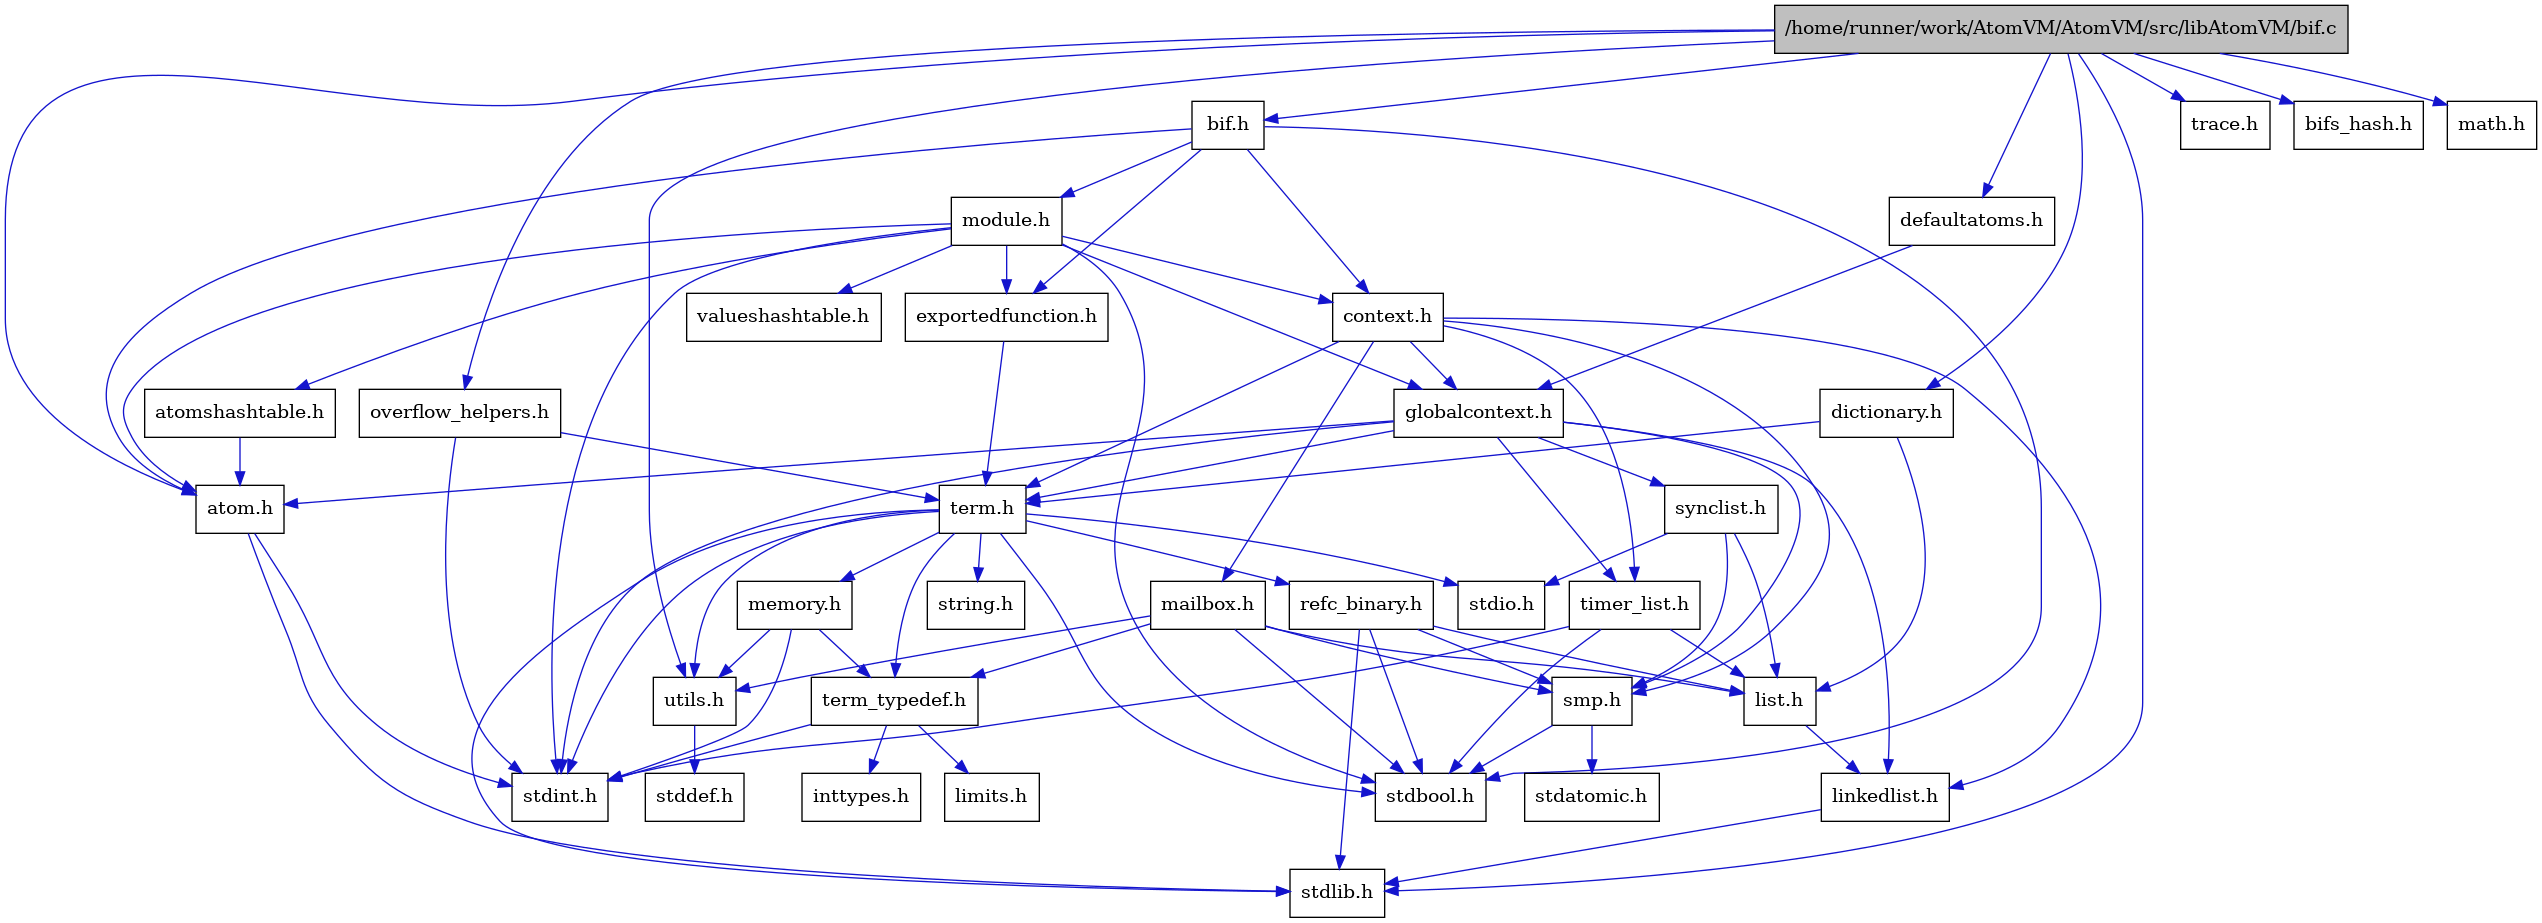 /home/runner/work/AtomVM/AtomVM/src/libAtomVM/bif.c
bif.h
trace.h
bifs_hash.h
math.h
module.h
defaultatoms.h
valueshashtable.h
exportedfunction.h
context.h
atomshashtable.h
overflow_helpers.h
globalcontext.h
dictionary.h
atom.h
term.h
synclist.h
memory.h
string.h
mailbox.h
refc_binary.h
stdio.h
timer_list.h
utils.h
term_typedef.h
smp.h
list.h
stdint.h
stddef.h
inttypes.h
limits.h
stdbool.h
stdatomic.h
linkedlist.h
stdlib.h